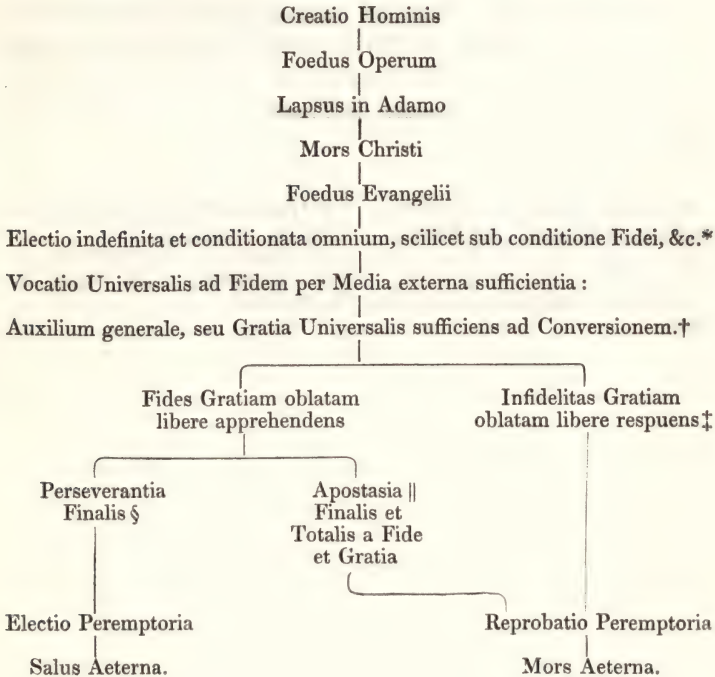 Creatio Hominis
Foedus Operum
Lapsus in Adamo
Mors Christi
Foedus Evangelii
Electio indefinita et conditionata omnium, scilicet sub conditione Fidei, &c.*
Vocatio Universalis ad Fidem per Media externa sufficientia :
Auxilium generale, seu Gratia Universalis sufficiens ad Conversionem.†
Fides Gratiam oblatam
libere apprehendens
Infidelitas Gratiam
oblatam libere respuens‡
Perseverantia
Finalis §
Apostasia ||
Finalis et
Totalis a Fide
et Gratia
Electio Peremptoria
Reprobatio Peremptoria
Salus Aeterna.
Mors Aeterna.